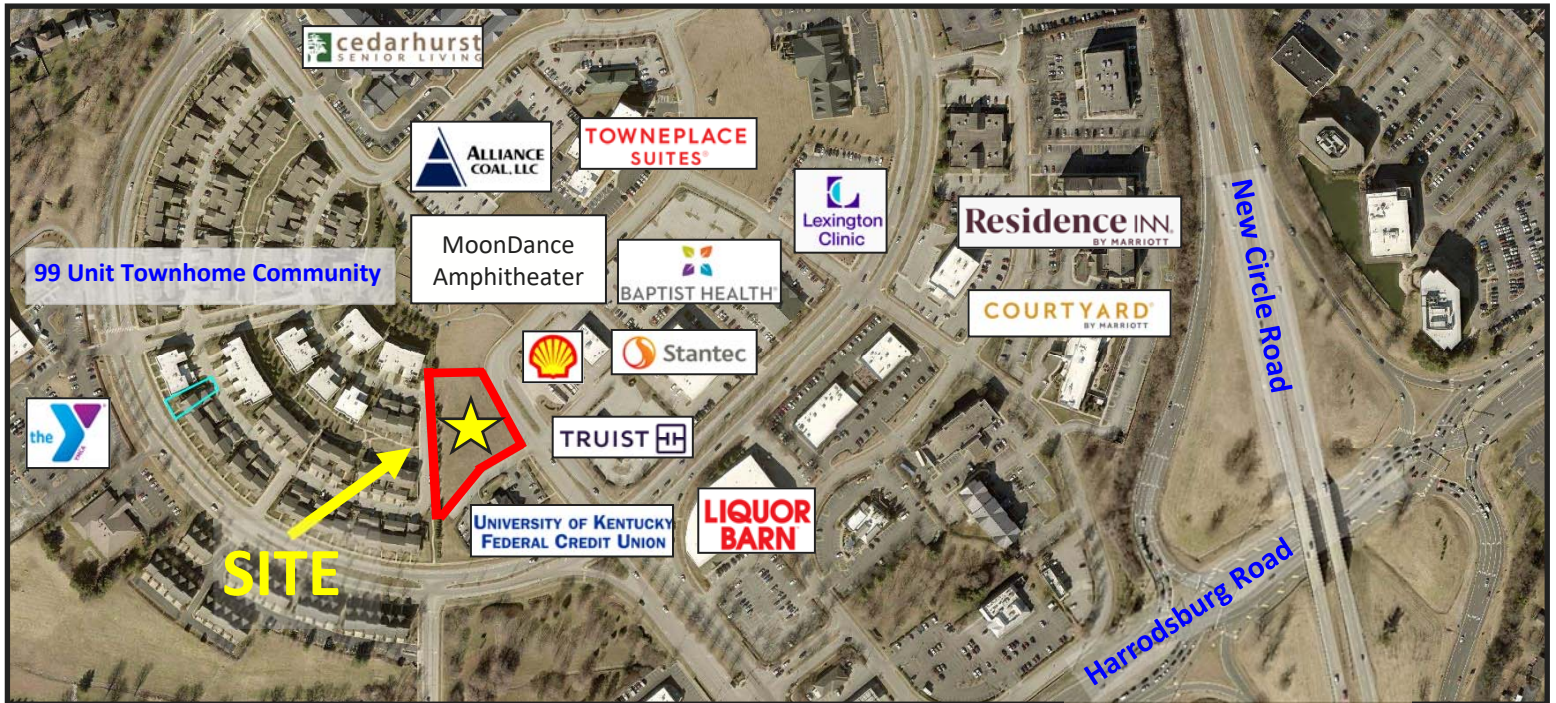 cedarhurst
SENIOR LIVING
ALLIANCE
COAL, LLC
TOWNEPLACE
SUITES®
Lexington
Clinic
Residence INN.
BY MARRIOTT
New Circle Road
MoonDance
Amphitheater
BAPTIST HEALTH®
99 Unit Townhome Community
COURTYARD®
BY MARRIOTT
Stantec
the Y
YMCA
TRUIST
UNIVERSITY OF KENTUCKY
FEDERAL CREDIT UNION
LIQUOR
BARN
SITE
Harrodsburg Road